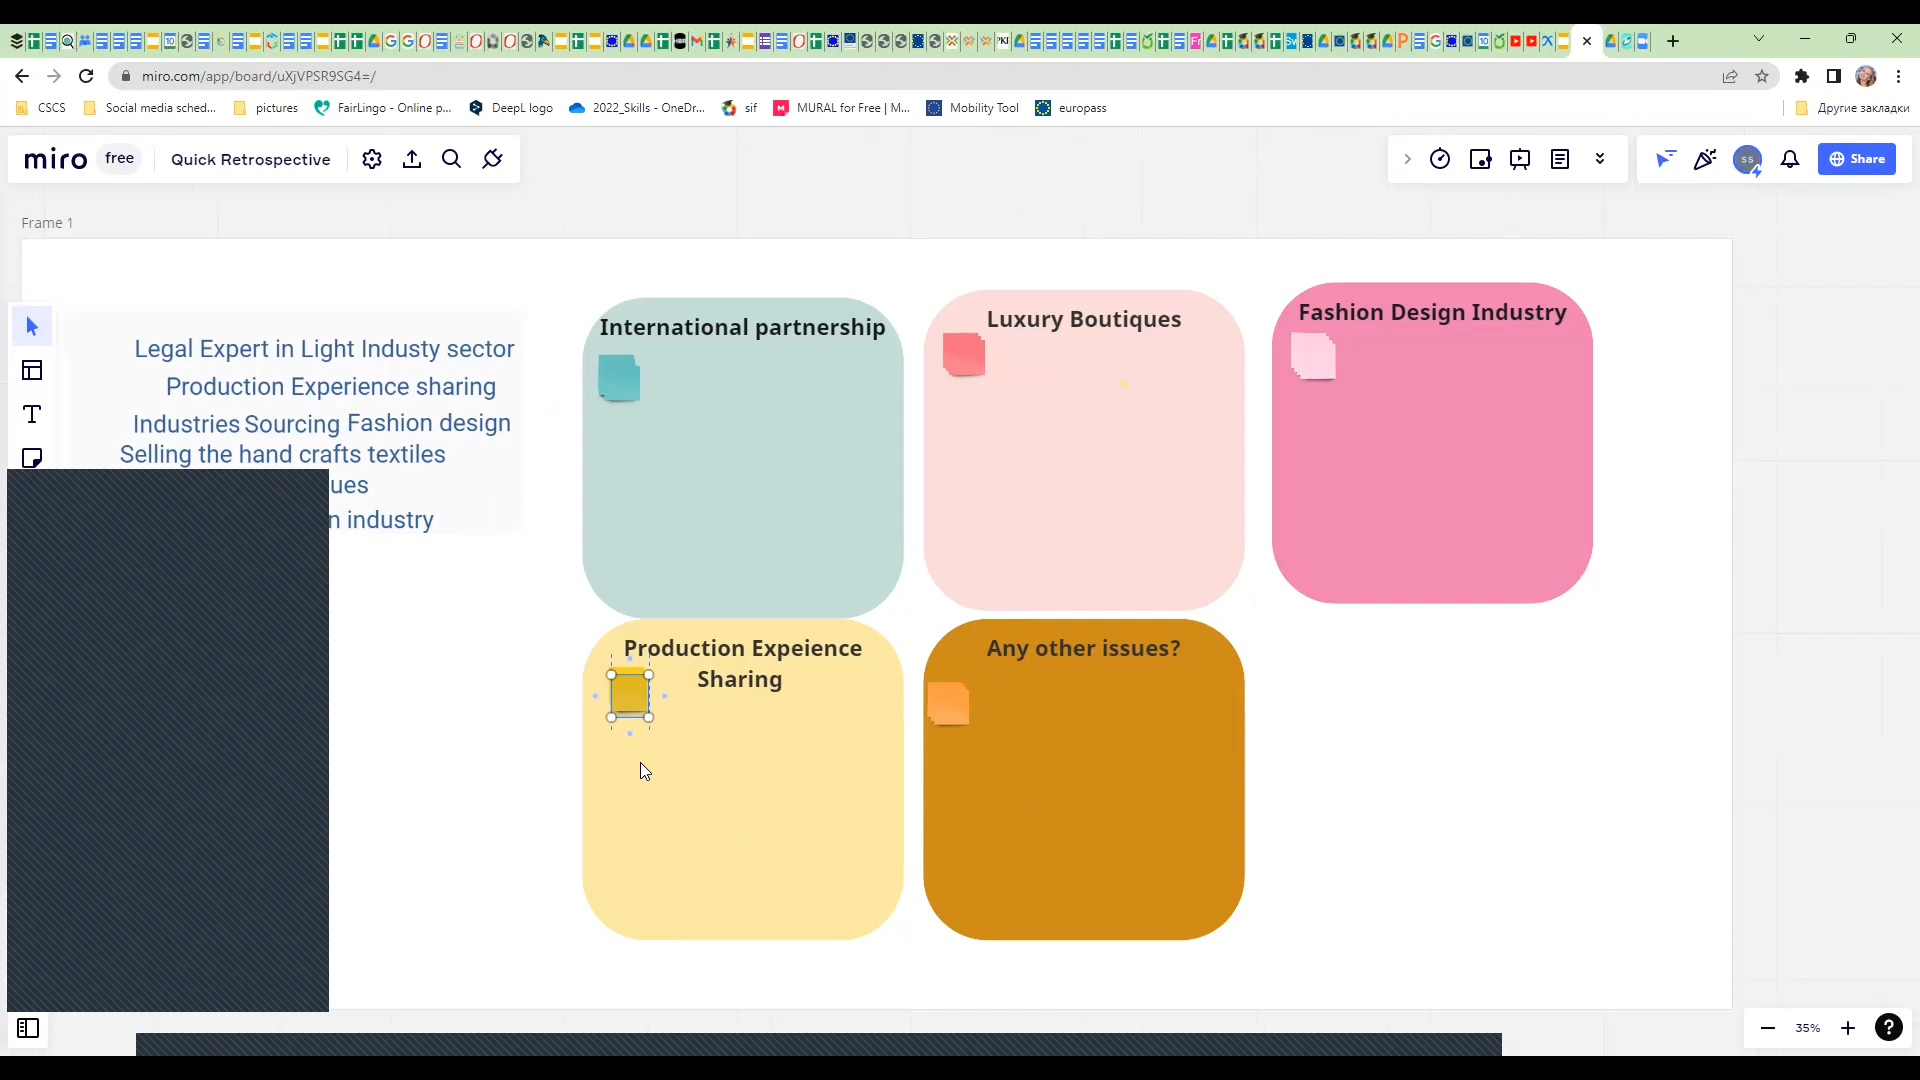 miro.com/app/board/uXjVPSR9SG4=/
CSCS
Social media sched...
pictures
FairLingo - Online p...
DeepL logo
2022_Skills - OneDr...
sif
MURAL for Free | M...
Mobility Tool
europass
Другие закладки
miro
free
Quick Retrospective
SS
Share
Frame 1
Legal Expert in Light Industy sector
Production Experience sharing
Industries Sourcing Fashion design
Selling the hand crafts textiles
ues
n industry
International partnership
Luxury Boutiques
Fashion Design Industry
Production Expeience
Sharing
Any other issues?
35%